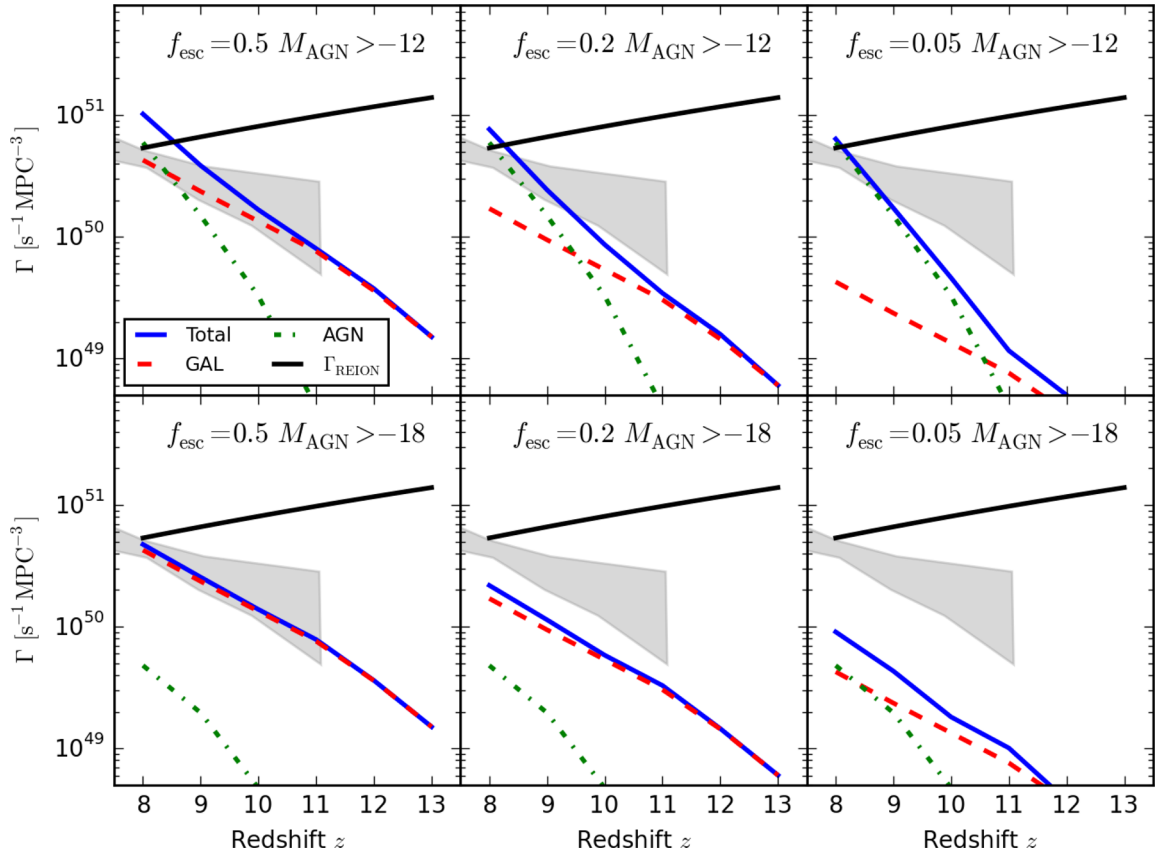 f_esc = 0.5 M_AGN > −12
f_esc = 0.2 M_AGN > −12
f_esc = 0.05 M_AGN > −12
10^51
10^50
10^49
Γ [s^−1 MPC^−3]
Total
GAL
AGN
Γ_REION
f_esc = 0.5 M_AGN > −18
f_esc = 0.2 M_AGN > −18
f_esc = 0.05 M_AGN > −18
10^51
10^50
10^49
Γ [s^−1 MPC^−3]
8 9 10 11 12 13
8 9 10 11 12 13
8 9 10 11 12 13
Redshift z
Redshift z
Redshift z